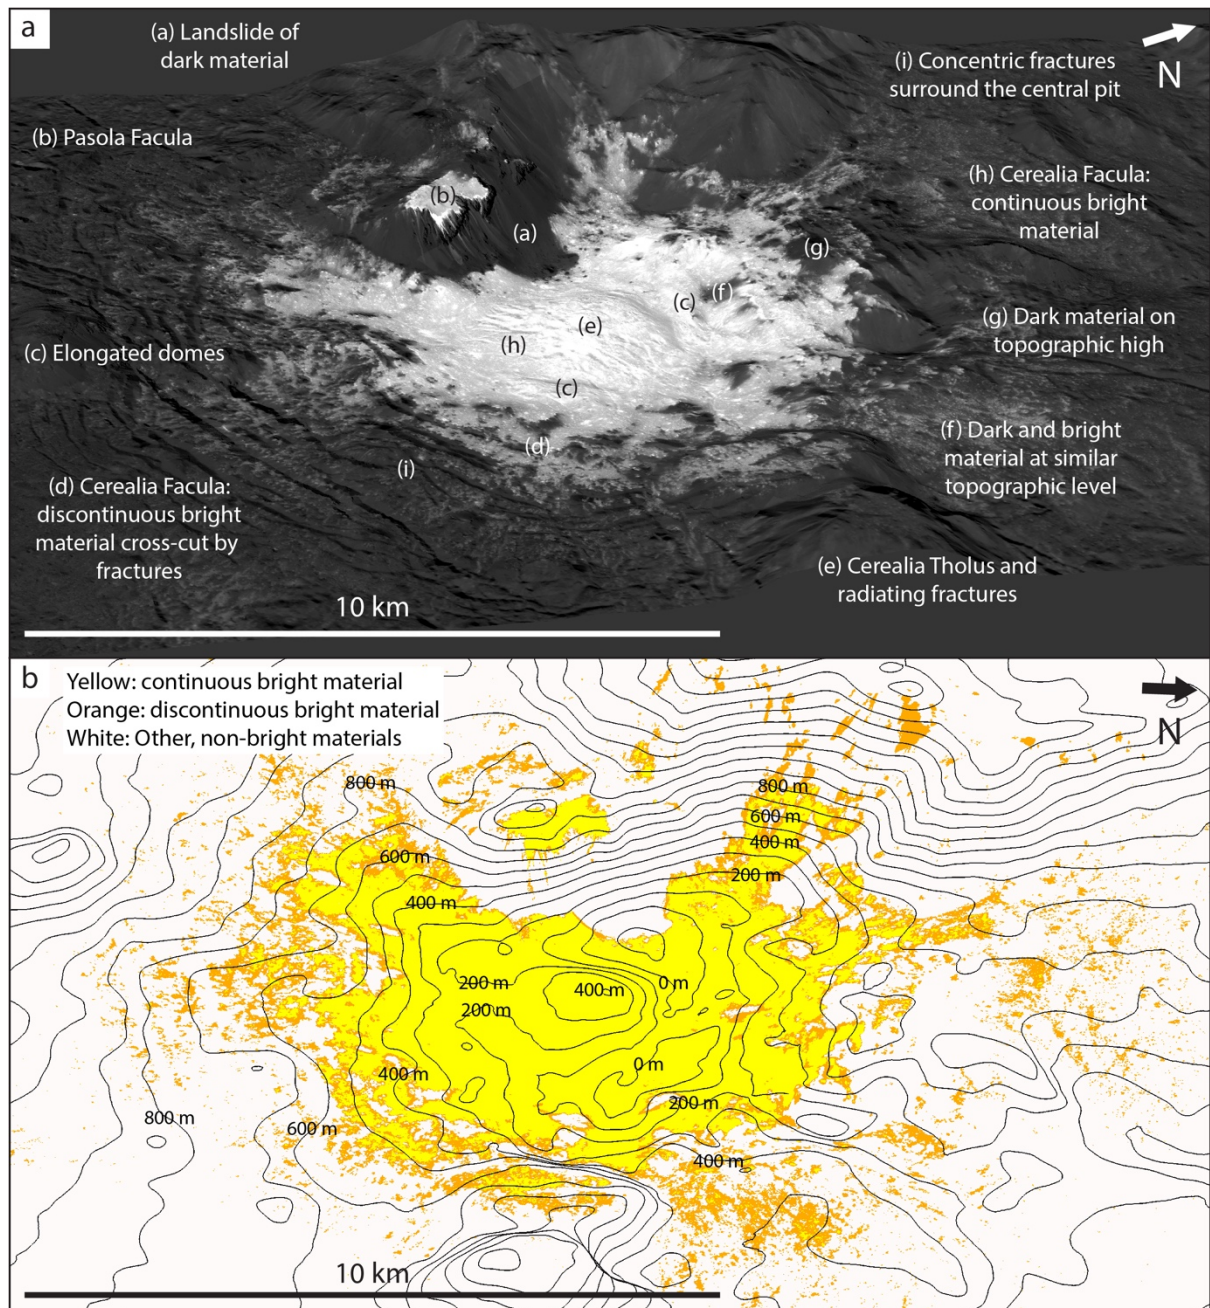 a
(a) Landslide of
dark material
(i) Concentric fractures
surround the central pit
N
(b) Pasola Facula
(h) Cerealia Facula:
continuous bright
material
(b)
(a)
(g)
(c)
(f)
(e)
(h)
(c)
(g) Dark material on
topographic high
(c) Elongated domes
(d)
(i)
(f) Dark and bright
material at similar
topographic level
(d) Cerealia Facula:
discontinuous bright
material cross-cut by
fractures
(e) Cerealia Tholus and
radiating fractures
10 km
b
Yellow: continuous bright material
Orange: discontinuous bright material
White: Other, non-bright materials
N
800 m
800 m
600 m
400 m
600 m
200 m
400 m
200 m
400 m
0 m
200 m
0 m
400 m
200 m
800 m
600 m
400 m
10 km